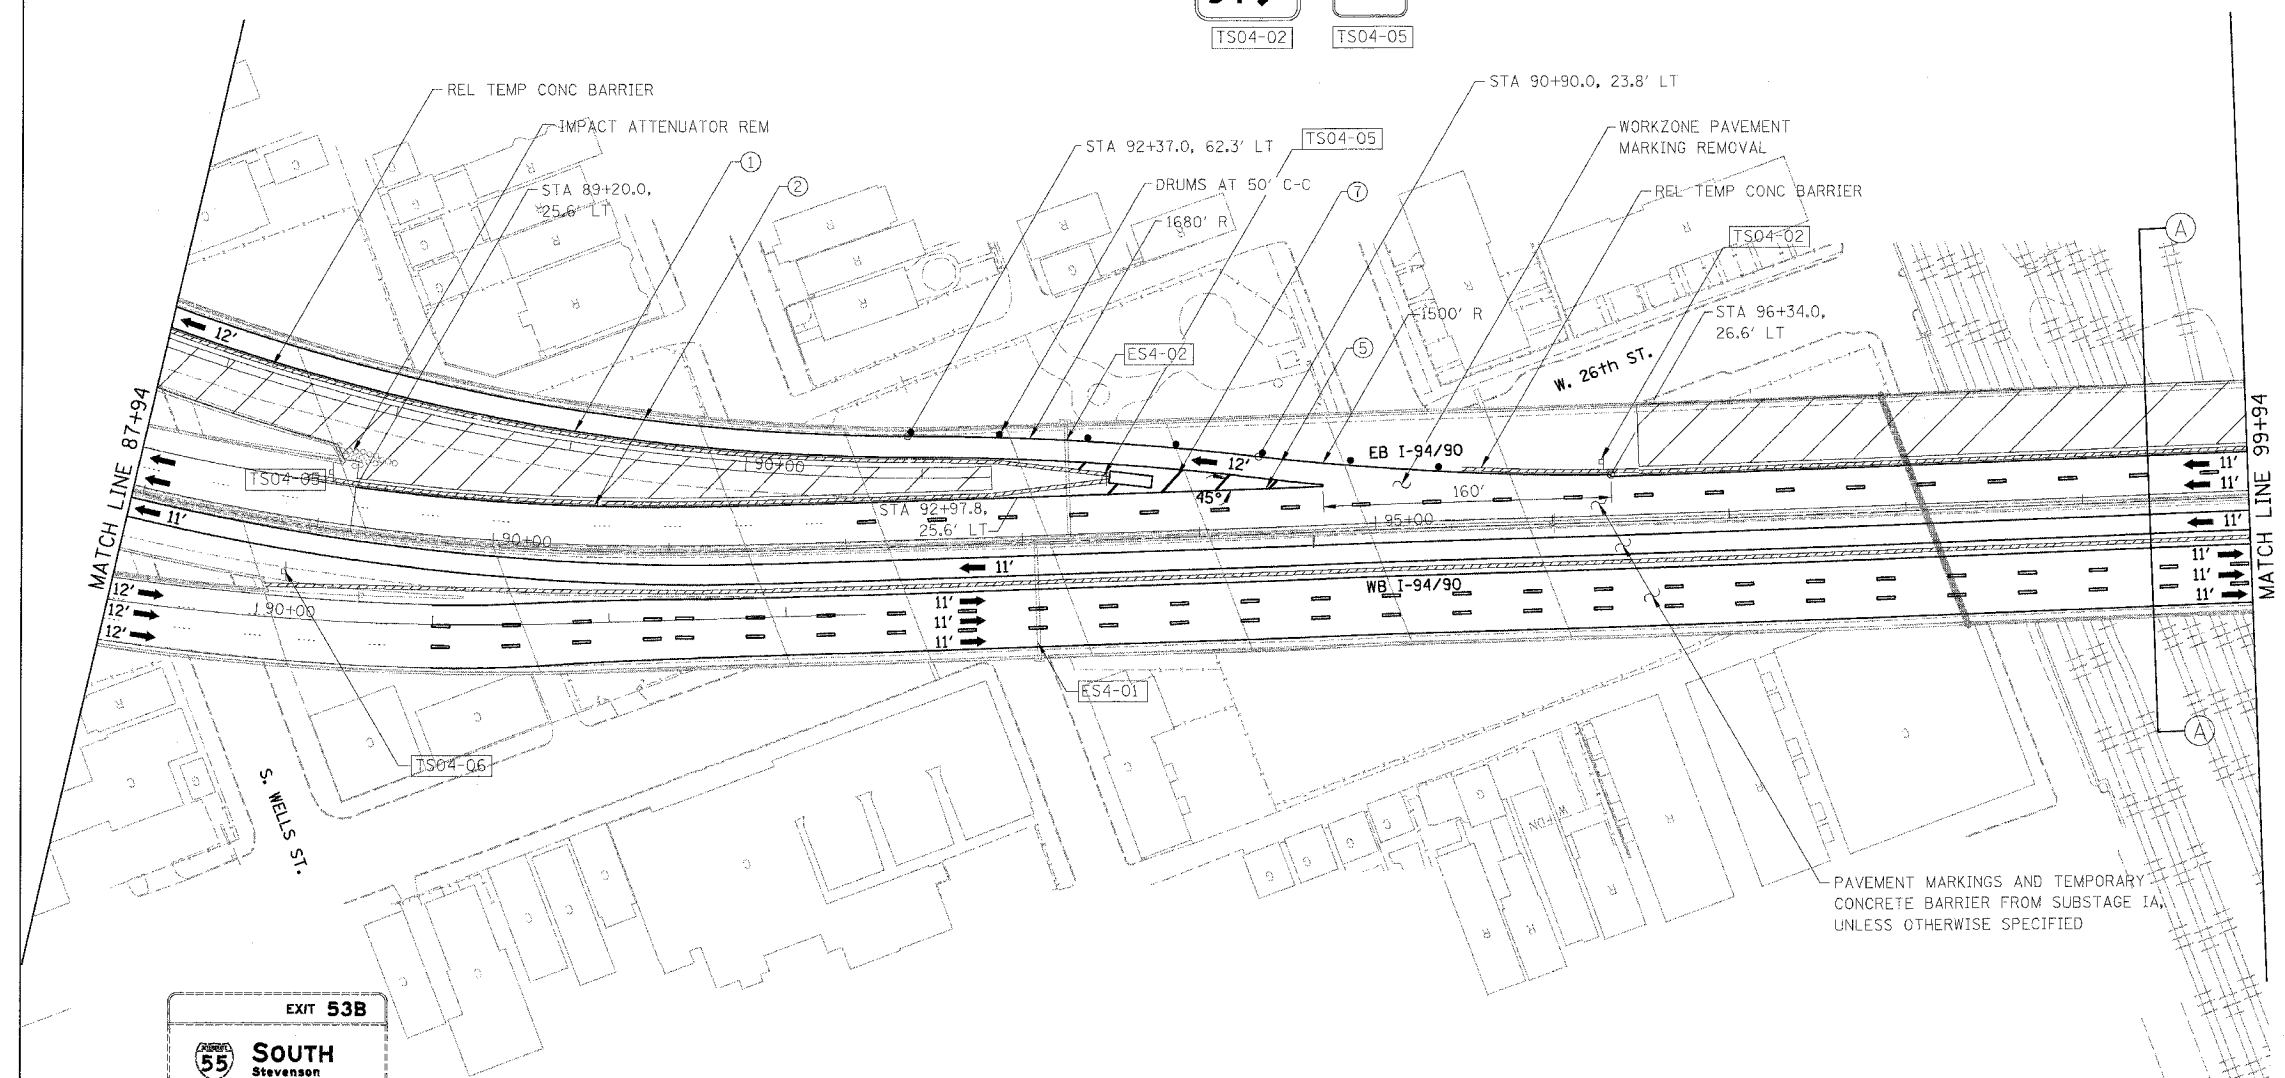 TS04-02
TS04-05
REL TEMP CONC BARRIER
IMPACT ATTENUATOR REM
STA 89+20.0,
25.6' LT
1
2
STA 92+37.0, 62.3' LT
TS04-05
DRUMS AT 50' C-C
1680' R
7
STA 90+90.0, 23.8' LT
WORKZONE PAVEMENT
MARKING REMOVAL
REL TEMP CONC BARRIER
TS04-02
STA 96+34.0,
26.6' LT
1500' R
5
ES4-02
W. 26th ST.
A
MATCH LINE 87+94
MATCH LINE 99+94
12'
90+00
EB I-94/90
12'
45°
160'
TS04-05
STA 92+97.8,
25.6' LT
95+00
90+00
11'
11'
11'
11'
11'
WB I-94/90
11'
11'
11'
12'
12'
12'
90+00
11'
11'
11'
ES4-01
TS04-06
S. WELLS ST.
A
PAVEMENT MARKINGS AND TEMPORARY
CONCRETE BARRIER FROM SUBSTAGE IA,
UNLESS OTHERWISE SPECIFIED
EXIT 53B
INTERSTATE
55
SOUTH
Stevenson